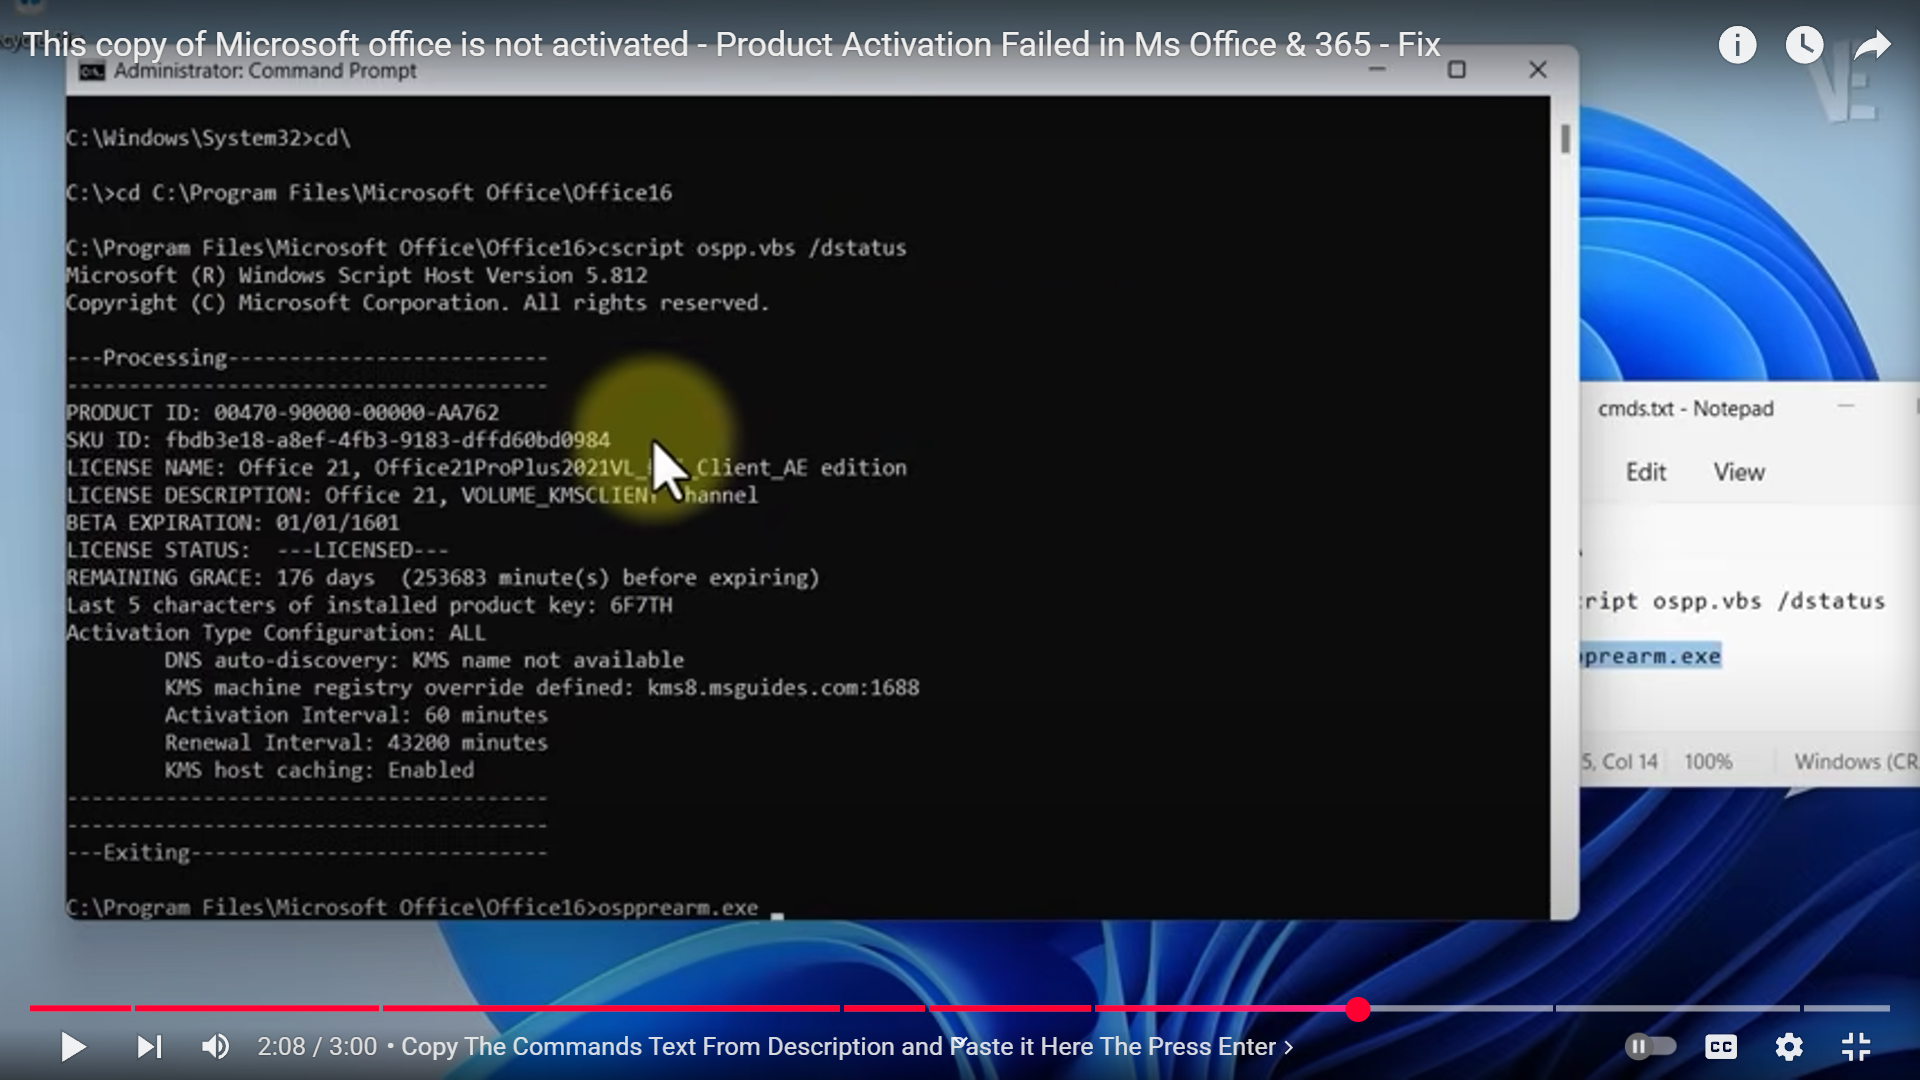 This copy of Microsoft office is not activated - Product Activation Failed in Ms Office & 365 - Fix
Administrator: Command Prompt
C:\Windows\System32>cd\
C:\>cd C:\Program Files\Microsoft Office\Office16
C:\Program Files\Microsoft Office\Office16>cscript ospp.vbs /dstatus
Microsoft (R) Windows Script Host Version 5.812
Copyright (C) Microsoft Corporation. All rights reserved.
---Processing--------------------------
---------------------------------------
PRODUCT ID: 00470-90000-00000-AA762
SKU ID: fbdb3e18-a8ef-4fb3-9183-dffd60bd0984
LICENSE NAME: Office 21, Office21ProPlus2021VL_ _Client_AE edition
LICENSE DESCRIPTION: Office 21, VOLUME_KMSCLIENT hannel
BETA EXPIRATION: 01/01/1601
LICENSE STATUS:  ---LICENSED---
REMAINING GRACE: 176 days  (253683 minute(s) before expiring)
Last 5 characters of installed product key: 6F7TH
Activation Type Configuration: ALL
DNS auto-discovery: KMS name not available
KMS machine registry override defined: kms8.msguides.com:1688
Activation Interval: 60 minutes
Renewal Interval: 43200 minutes
KMS host caching: Enabled
---------------------------------------
---------------------------------------
---Exiting-----------------------------
C:\Program Files\Microsoft Office\Office16>ospprearm.exe
cmds.txt - Notepad
Edit View
ript ospp.vbs /dstatus
prearm.exe
5, Col 14 100% Windows (CR
2:08 / 3:00 • Copy The Commands Text From Description and Paste it Here The Press Enter >
CC